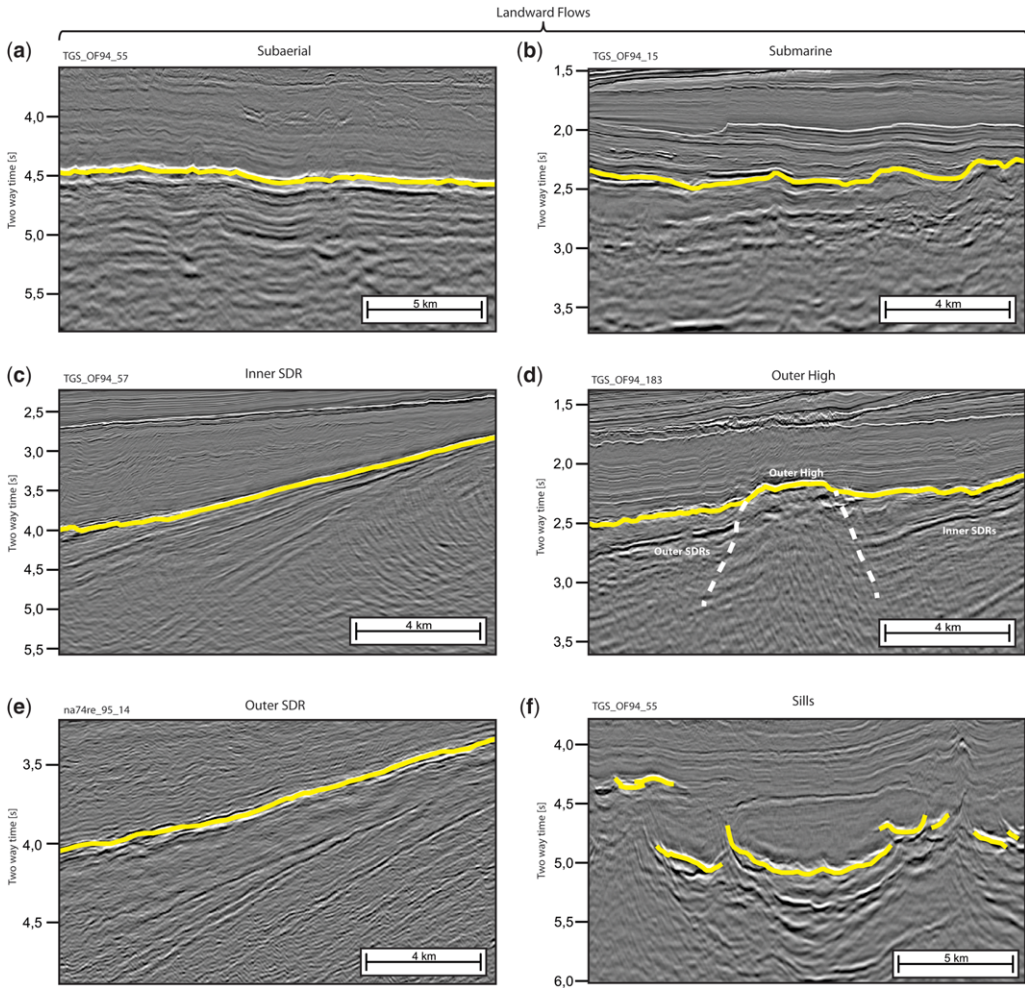 Landward Flows
(a)
TGS_OF94_55
Subaerial
4,0
4,5
5,0
5,5
Two way time [s]
5 km
(b)
TGS_OF94_15
Submarine
1,5
2,0
2,5
3,0
3,5
Two way time [s]
4 km
(c)
TGS_OF94_57
Inner SDR
2,5
3,0
3,5
4,0
4,5
5,0
5,5
Two way time [s]
4 km
(d)
TGS_OF94_183
Outer High
1,5
2,0
2,5
3,0
3,5
Two way time [s]
Outer High
Outer SDRs
Inner SDRs
4 km
(e)
na74re_95_14
Outer SDR
3,5
4,0
4,5
Two way time [s]
4 km
(f)
TGS_OF94_55
Sills
4,0
4,5
5,0
5,5
6,0
Two way time [s]
5 km